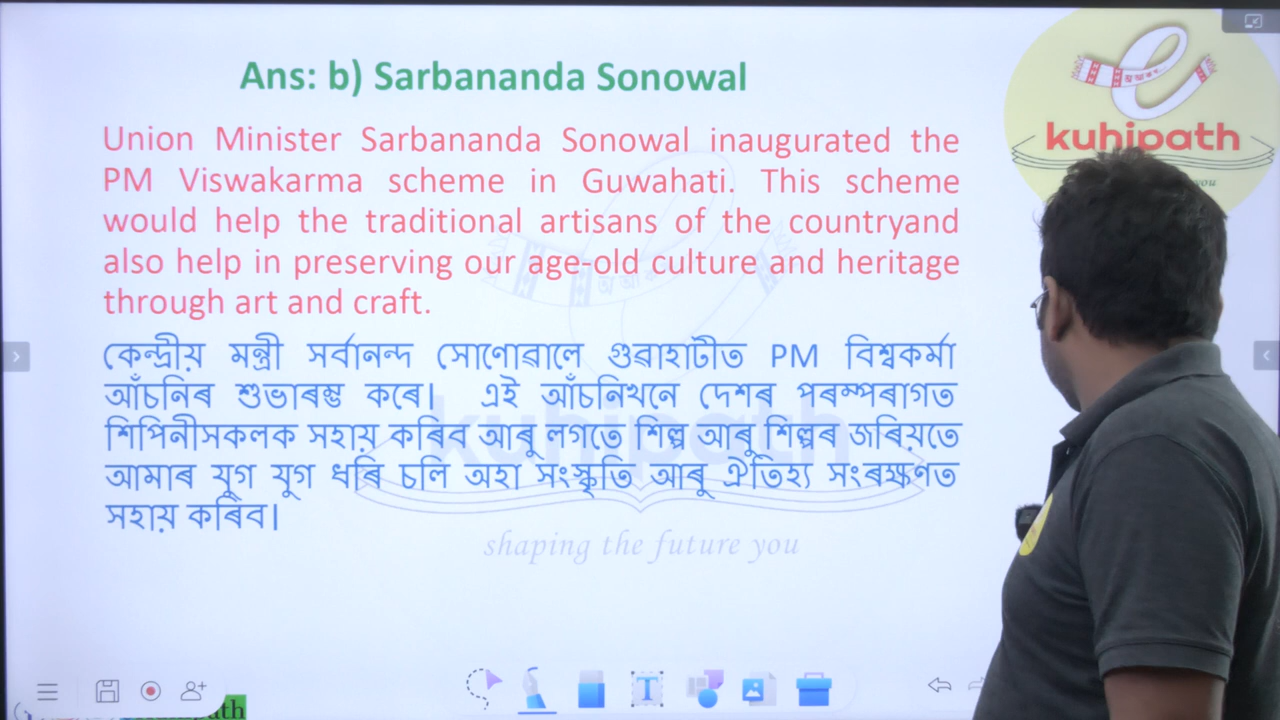 Ans: b) Sarbananda Sonowal
Union Minister Sarbananda Sonowal inaugurated the
PM Viswakarma scheme in Guwahati. This scheme
would help the traditional artisans of the countryand
also help in preserving our age-old culture and heritage
through art and craft.
কেন্দ্ৰীয় মন্ত্ৰী সৰ্বানন্দ সোণোৱালে গুৱাহাটীত PM বিশ্বকৰ্মা
আঁচনিৰ শুভাৰম্ভ কৰে। এই আঁচনিখনে দেশৰ পৰম্পৰাগত
শিপিনীসকলক সহায় কৰিব আৰু লগতে শিল্প আৰু শিল্পৰ জৰিয়তে
আমাৰ যুগ যুগ ধৰি চলি অহা সংস্কৃতি আৰু ঐতিহ্য সংৰক্ষণত
সহায় কৰিব।
kuhipath
shaping the future you
kuhipath
you